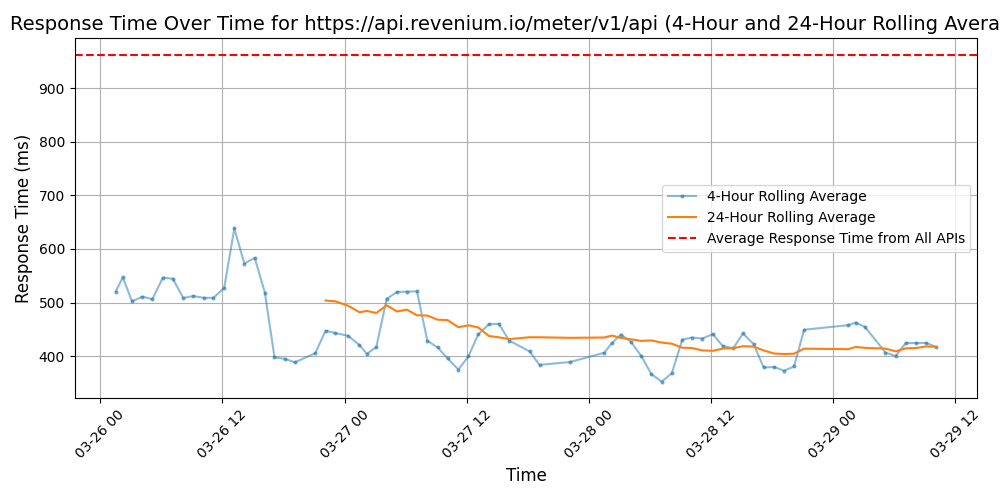 Response Time Over Time for https://api.revenium.io/meter/v1/api (4-Hour and 24-Hour Rolling Avera
Response Time (ms)
900
800
700
600
500
400
4-Hour Rolling Average
24-Hour Rolling Average
Average Response Time from All APIs
03-26 00
03-26 12
03-27 00
03-27 12
03-28 00
03-28 12
03-29 00
03-29 12
Time